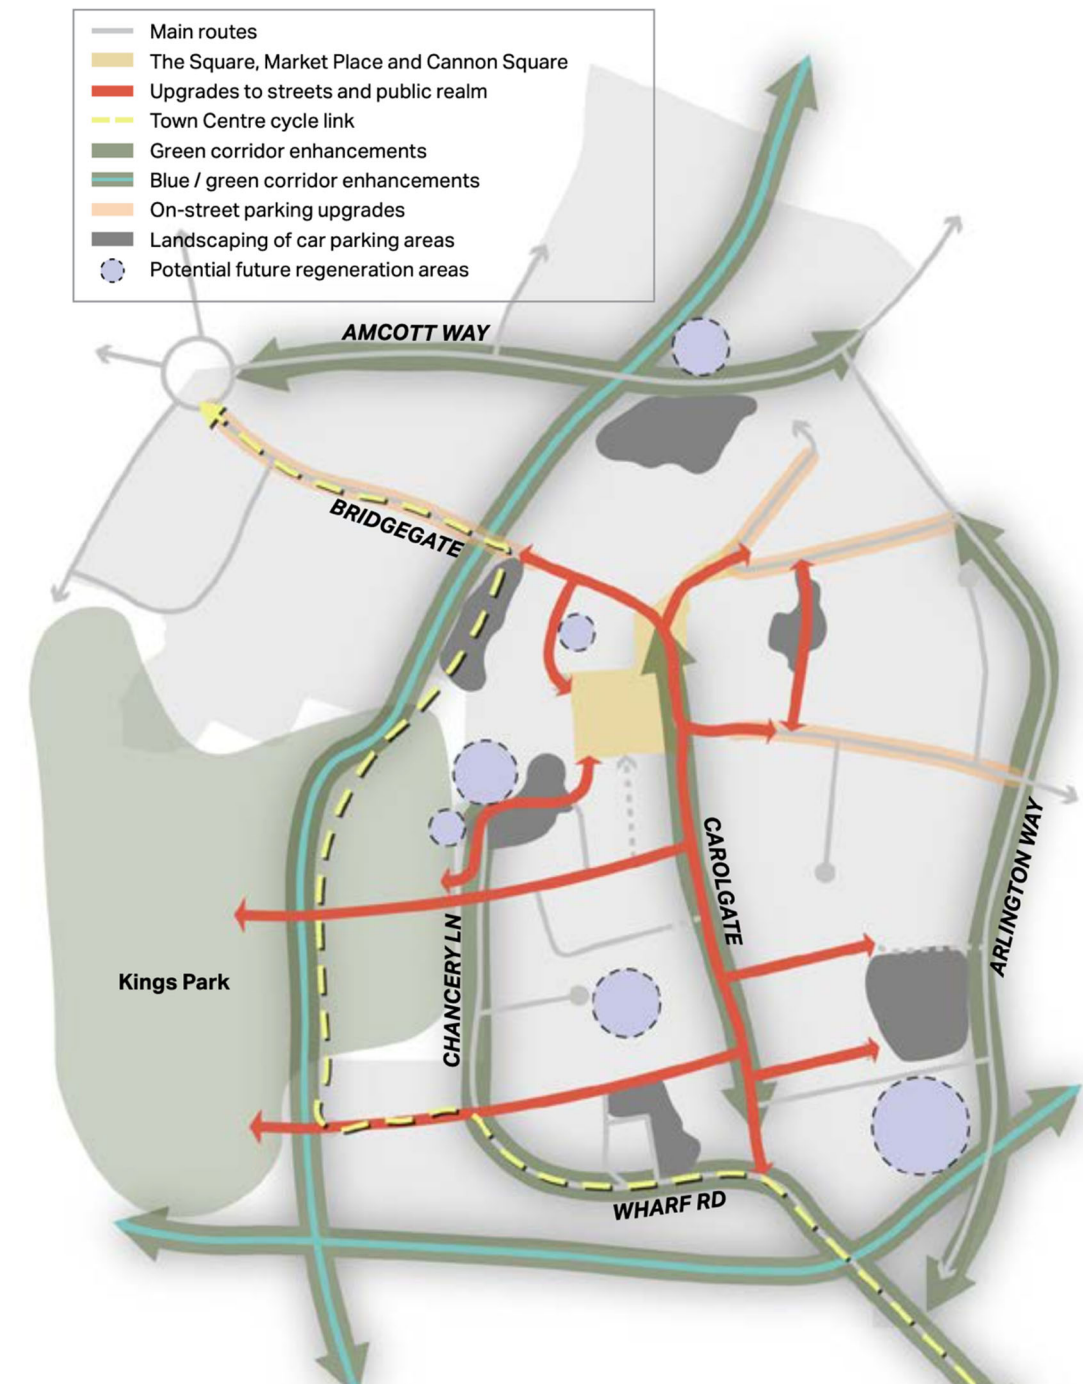 Main routes
The Square, Market Place and Cannon Square
Upgrades to streets and public realm
Town Centre cycle link
Green corridor enhancements
Blue / green corridor enhancements
On-street parking upgrades
Landscaping of car parking areas
Potential future regeneration areas
AMCOTT WAY
BRIDGEGATE
CAROLGATE
ARLINGTON WAY
CHANCERY LN
Kings Park
WHARF RD